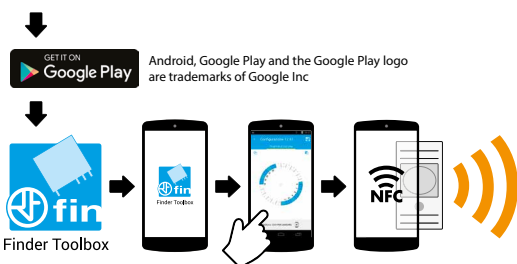 GET IT ON
Google Play
Android, Google Play and the Google Play logo
are trademarks of Google Inc
fin
Finder Toolbox
fin
Finder Toolbox
NFC